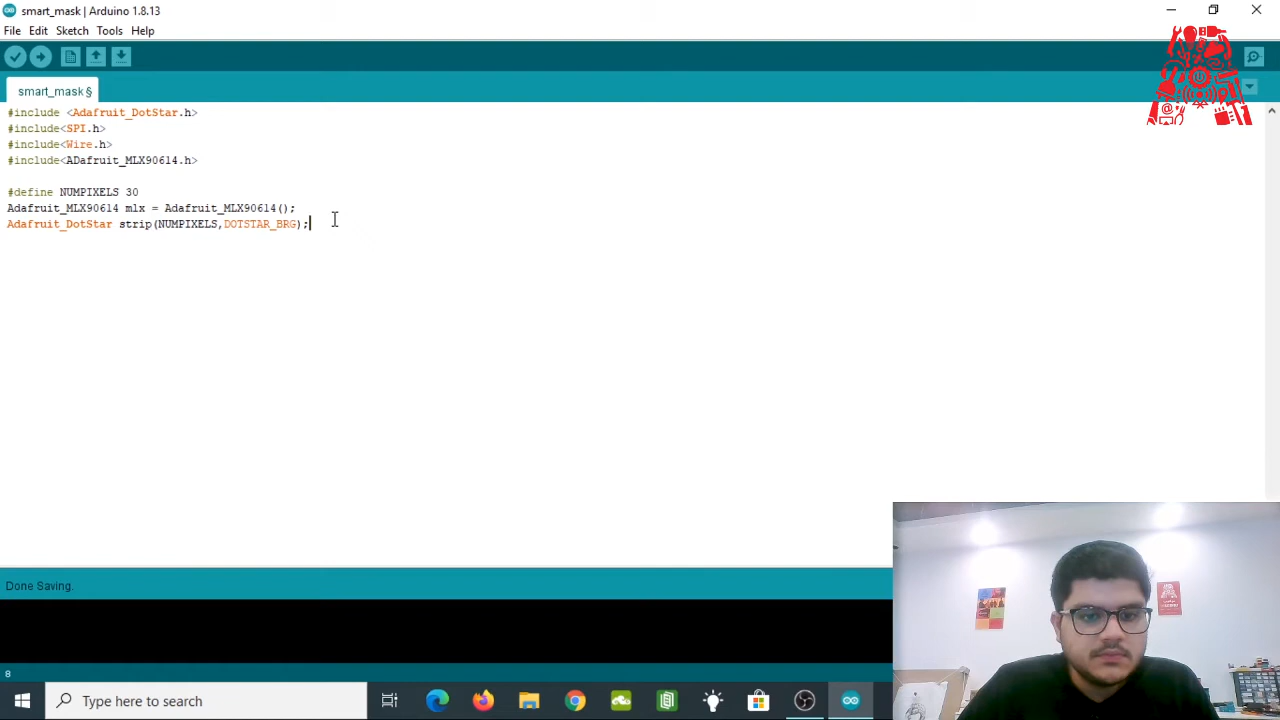 smart_mask | Arduino 1.8.13
File Edit Sketch Tools Help
smart_mask §
#include <Adafruit_DotStar.h>
#include<SPI.h>
#include<Wire.h>
#include<ADafruit_MLX90614.h>
#define NUMPIXELS 30
Adafruit_MLX90614 mlx = Adafruit_MLX90614();
Adafruit_DotStar strip(NUMPIXELS,DOTSTAR_BRG);
Done Saving.
8
Type here to search